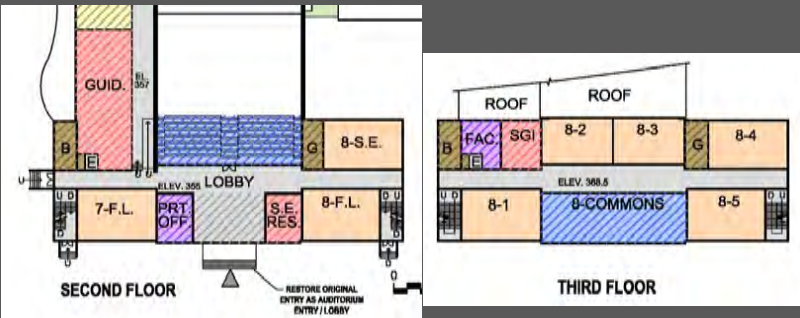 GUID.
EL. 357
B
E
G
8-S.E.
U
ELEV. 355
LOBBY
U D
7-F.L.
PRT.
OFF
S.E.
RES.
8-F.L.
D U
U
U
SECOND FLOOR
RESTORE ORIGINAL
ENTRY AS AUDITORIUM
ENTRY / LOBBY
0
ROOF
ROOF
B
FAC.
E
SGI
8-2
8-3
G
8-4
ELEV. 368.5
D
8-1
8-COMMONS
8-5
D
THIRD FLOOR